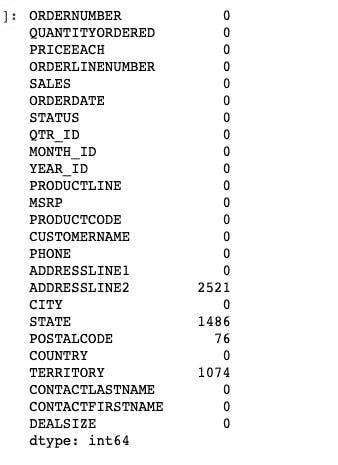 ]: ORDERNUMBER 0
QUANTITYORDERED 0
PRICEEACH 0
ORDERLINENUMBER 0
SALES 0
ORDERDATE 0
STATUS 0
QTR_ID 0
MONTH_ID 0
YEAR_ID 0
PRODUCTLINE 0
MSRP 0
PRODUCTCODE 0
CUSTOMERNAME 0
PHONE 0
ADDRESSLINE1 0
ADDRESSLINE2 2521
CITY 0
STATE 1486
POSTALCODE 76
COUNTRY 0
TERRITORY 1074
CONTACTLASTNAME 0
CONTACTFIRSTNAME 0
DEALSIZE 0
dtype: int64